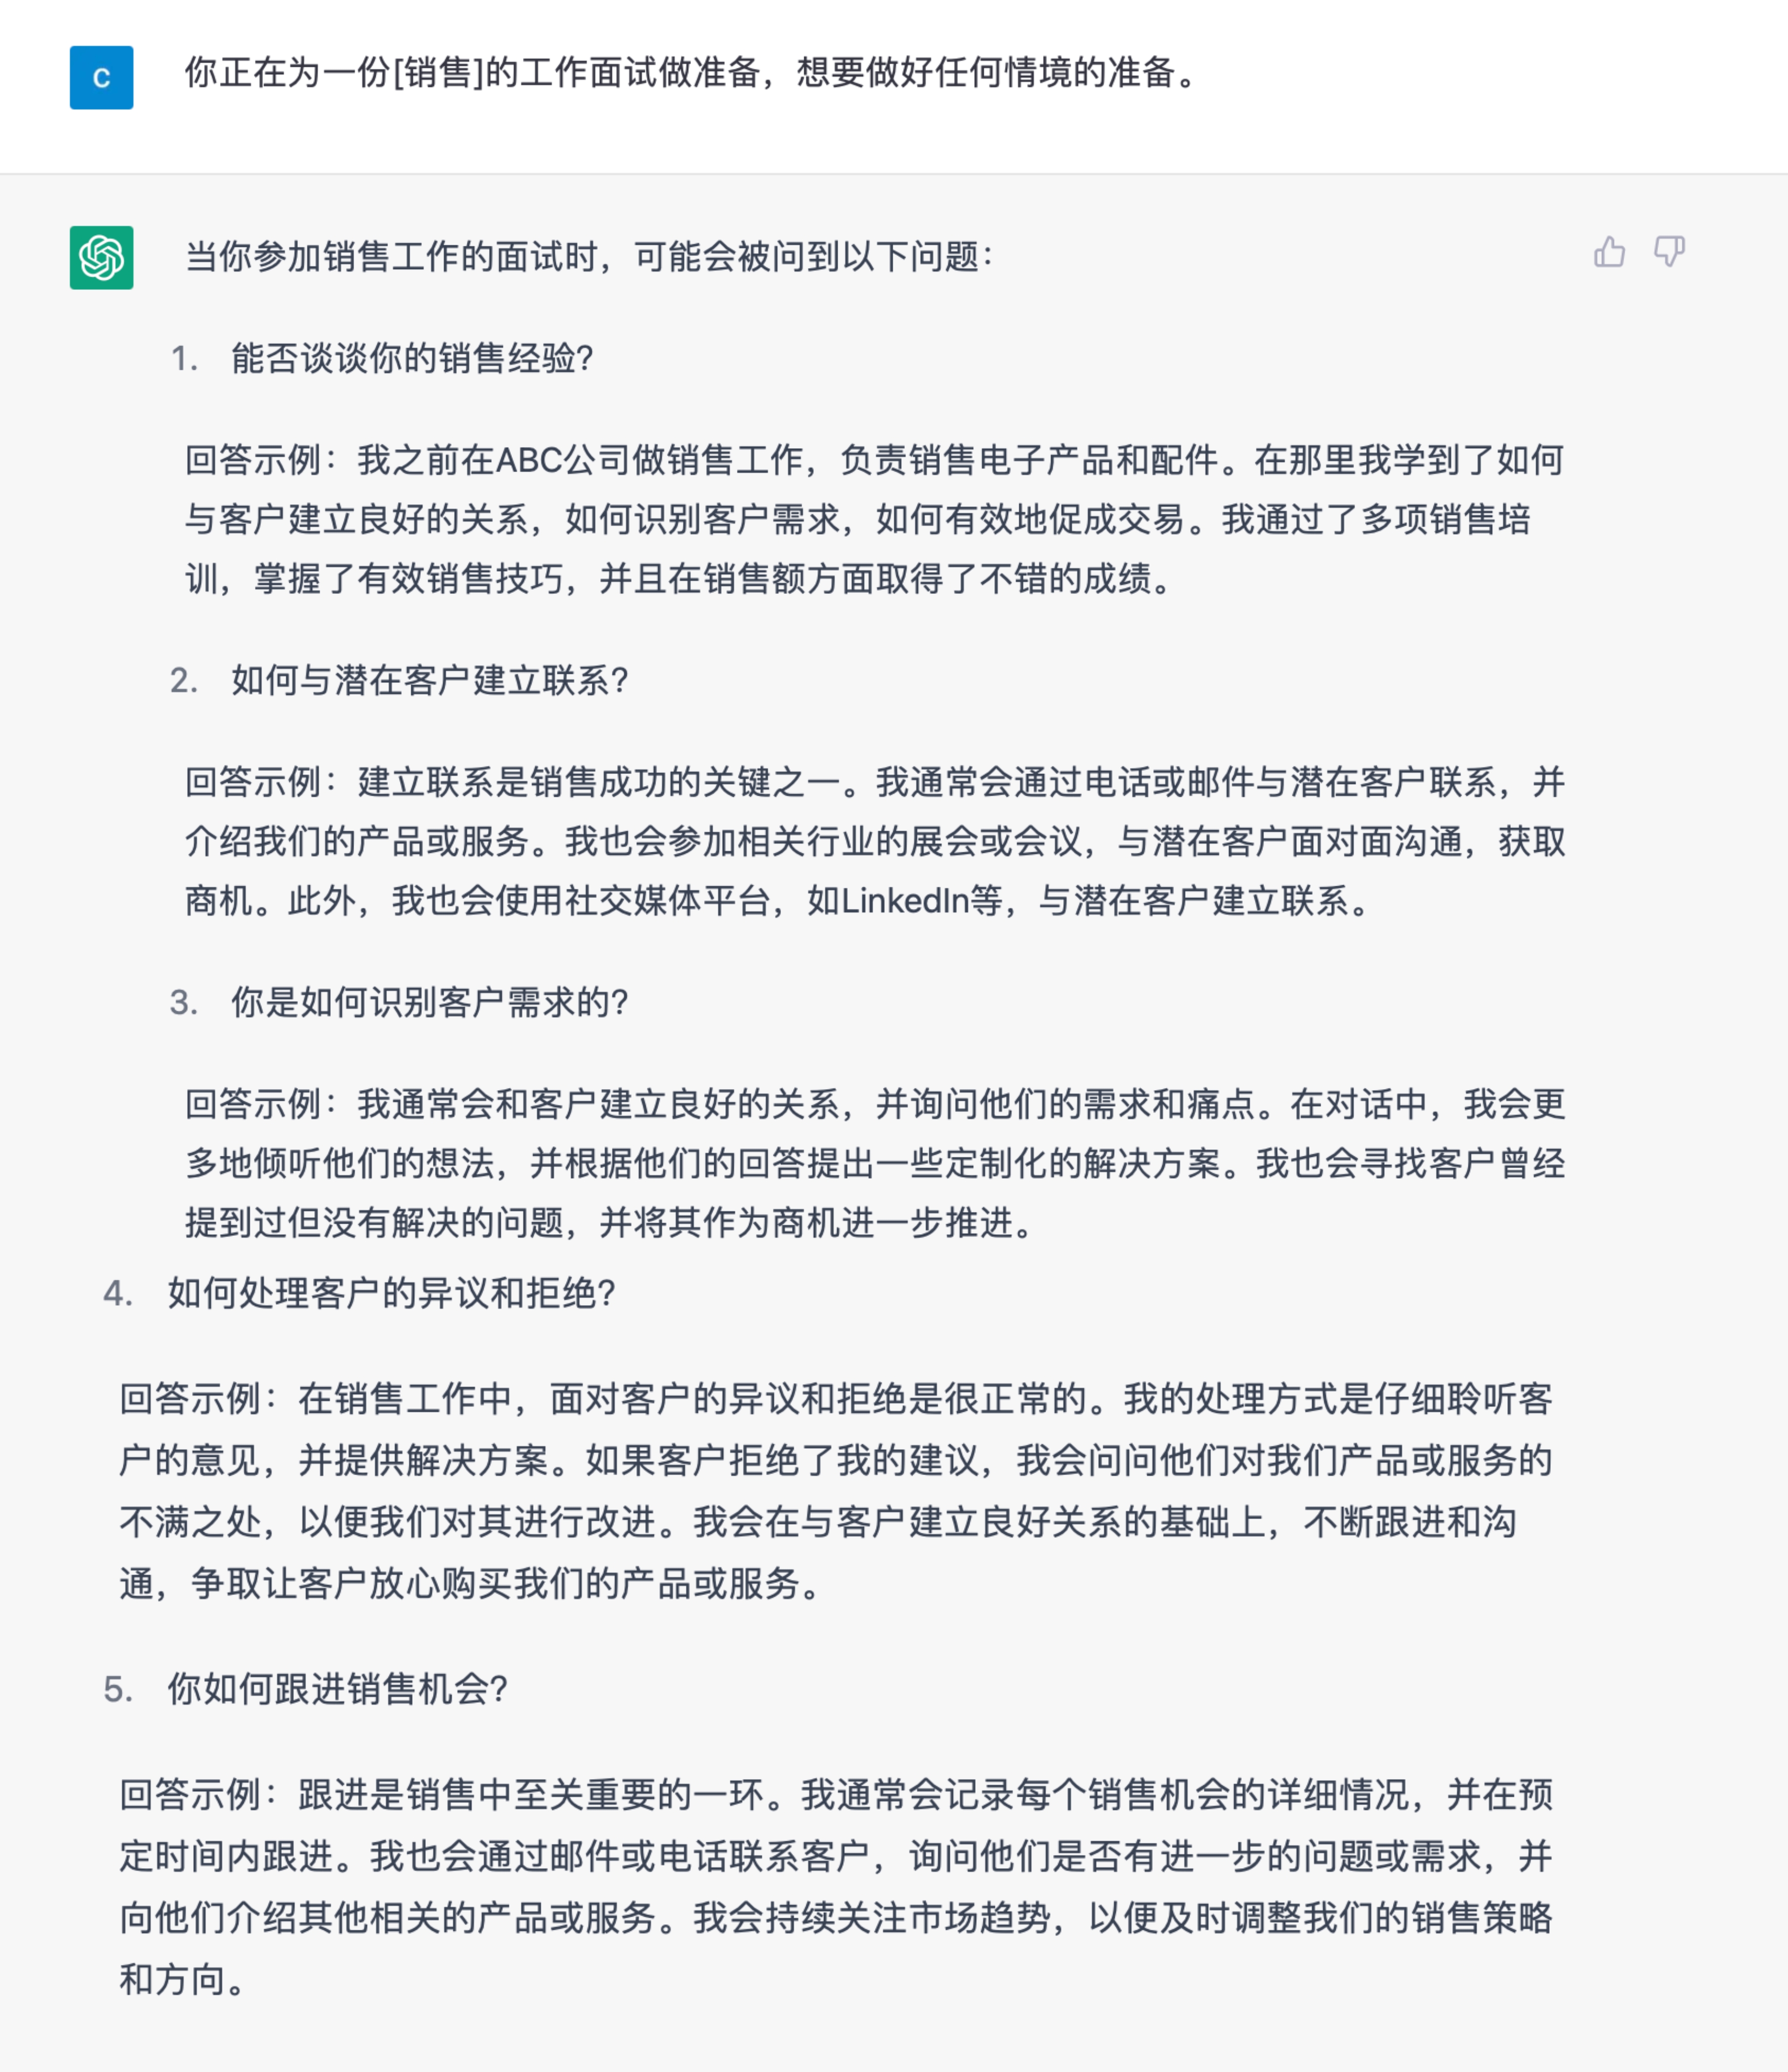 C
你正在为一份[销售]的工作面试做准备，想要做好任何情境的准备。
当你参加销售工作的面试时，可能会被问到以下问题：
1. 能否谈谈你的销售经验？
回答示例：我之前在ABC公司做销售工作，负责销售电子产品和配件。在那里我学到了如何
与客户建立良好的关系，如何识别客户需求，如何有效地促成交易。我通过了多项销售培
训，掌握了有效销售技巧，并且在销售额方面取得了不错的成绩。
2. 如何与潜在客户建立联系？
回答示例：建立联系是销售成功的关键之一。我通常会通过电话或邮件与潜在客户联系，并
介绍我们的产品或服务。我也会参加相关行业的展会或会议，与潜在客户面对面沟通，获取
商机。此外，我也会使用社交媒体平台，如LinkedIn等，与潜在客户建立联系。
3. 你是如何识别客户需求的？
回答示例：我通常会和客户建立良好的关系，并询问他们的需求和痛点。在对话中，我会更
多地倾听他们的想法，并根据他们的回答提出一些定制化的解决方案。我也会寻找客户曾经
提到过但没有解决的问题，并将其作为商机进一步推进。
4. 如何处理客户的异议和拒绝？
回答示例：在销售工作中，面对客户的异议和拒绝是很正常的。我的处理方式是仔细聆听客
户的意见，并提供解决方案。如果客户拒绝了我的建议，我会问问他们对我们产品或服务的
不满之处，以便我们对其进行改进。我会在与客户建立良好关系的基础上，不断跟进和沟
通，争取让客户放心购买我们的产品或服务。
5. 你如何跟进销售机会？
回答示例：跟进是销售中至关重要的一环。我通常会记录每个销售机会的详细情况，并在预
定时间内跟进。我也会通过邮件或电话联系客户，询问他们是否有进一步的问题或需求，并
向他们介绍其他相关的产品或服务。我会持续关注市场趋势，以便及时调整我们的销售策略
和方向。